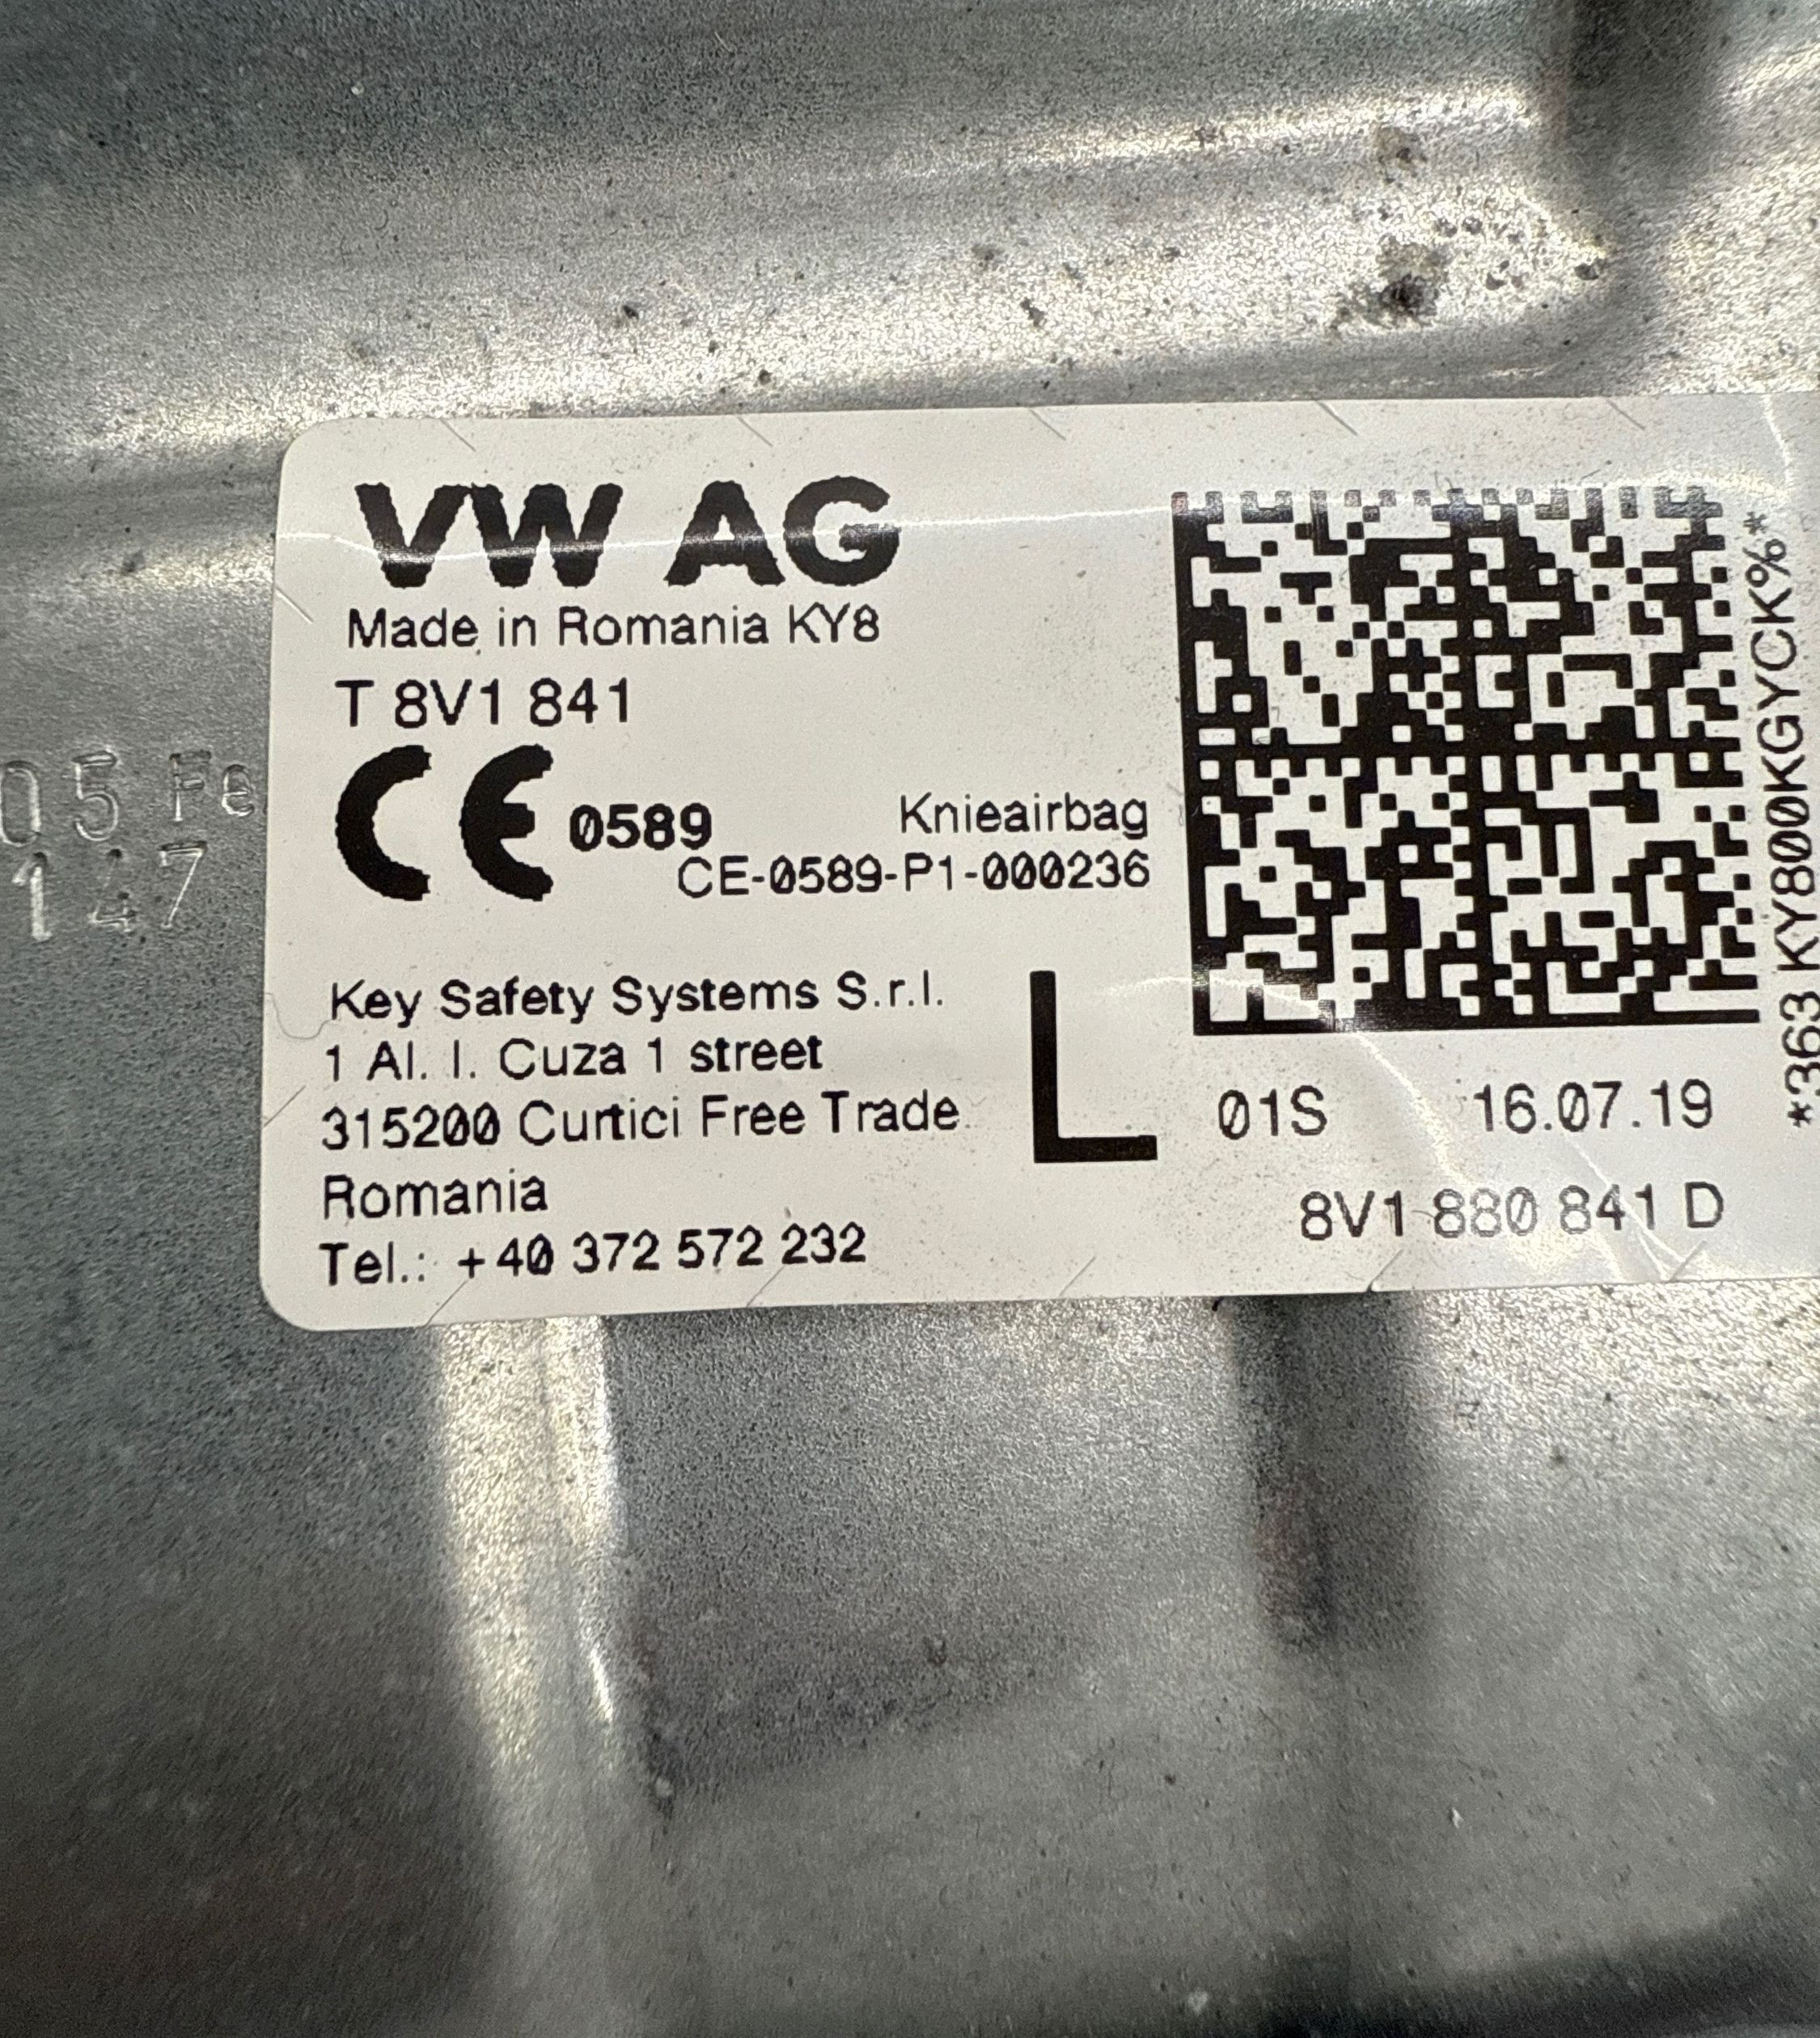 VW AG
Made in Romania KY8
T 8V1 841
CE 0589
Knieairbag
CE-0589-P1-000236
Key Safety Systems S.r.l.
1 Al. I. Cuza 1 street
315200 Curtici Free Trade
Romania
Tel.: +40 372 572 232
L
01S 16.07.19
8V1 880 841 D
*363 KY800KGYCK%*
05 Fe
147